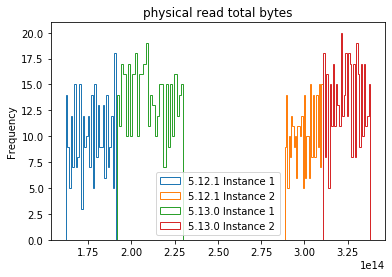 physical read total bytes
20.0
17.5
15.0
12.5
10.0
7.5
5.0
2.5
0.0
Frequency
5.12.1 Instance 1
5.12.1 Instance 2
5.13.0 Instance 1
5.13.0 Instance 2
1.75 2.00 2.25 2.50 2.75 3.00 3.25
1e14